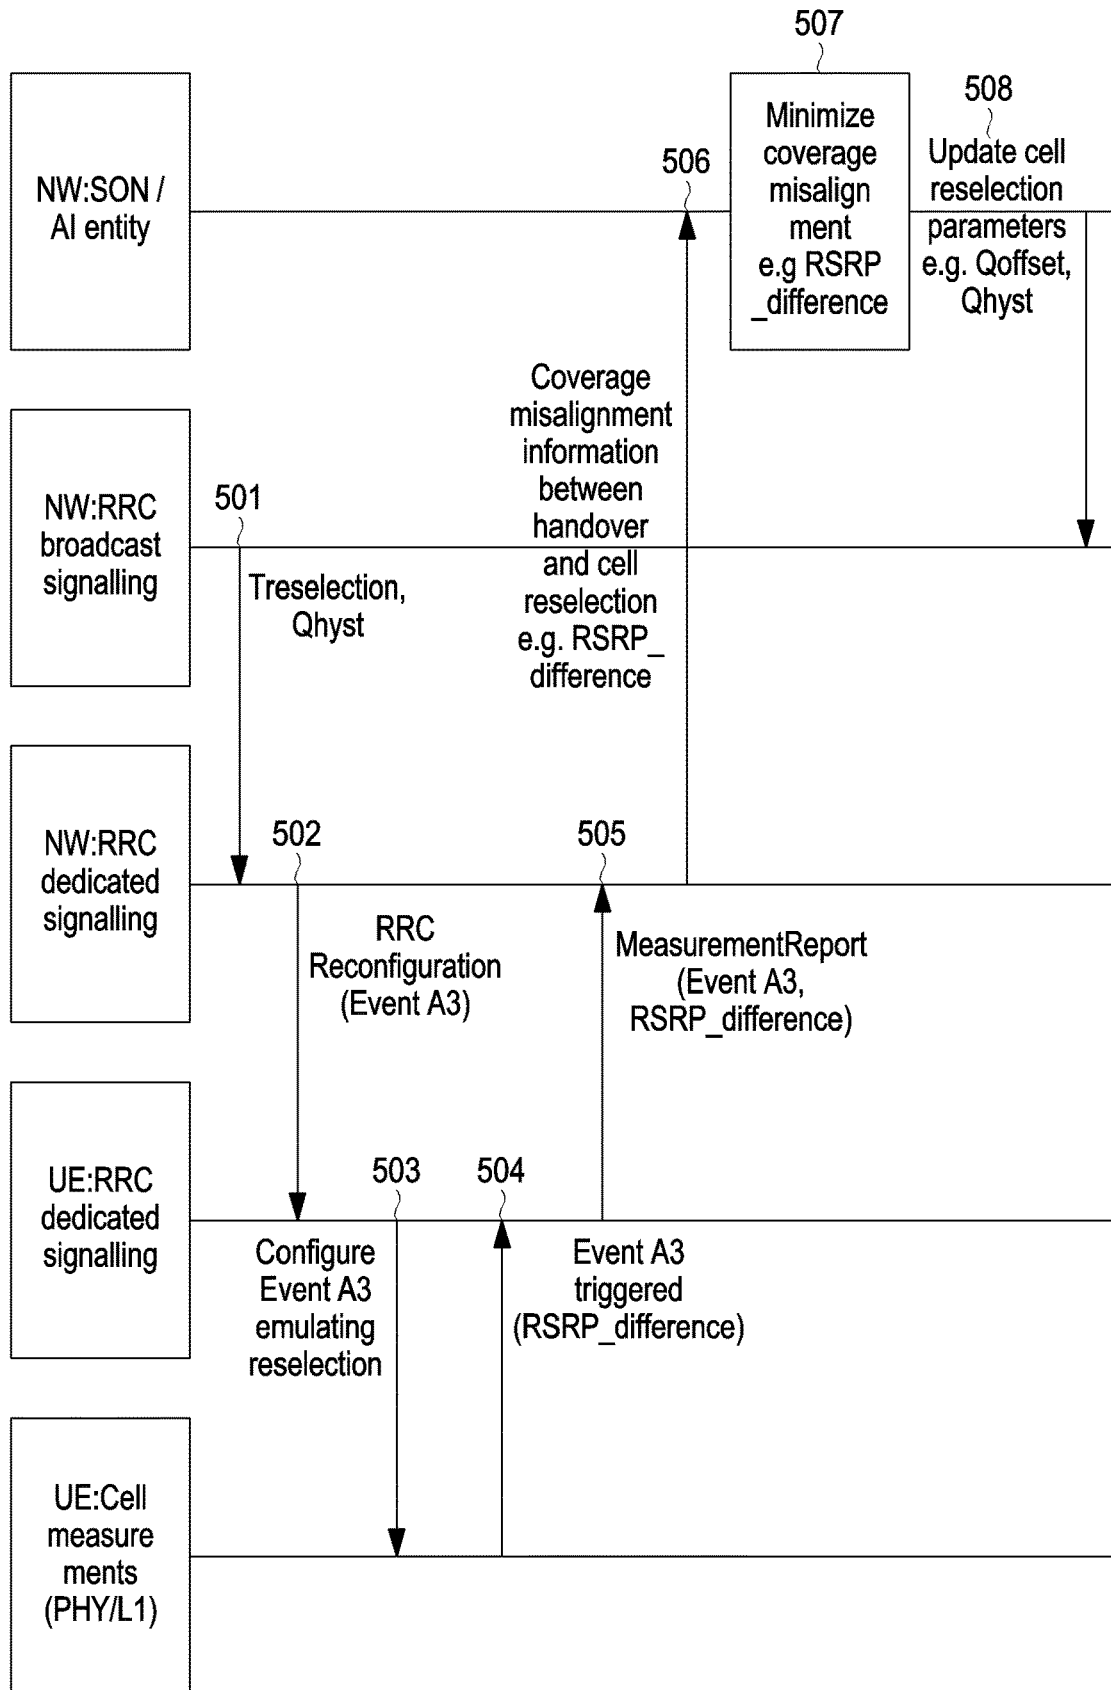 507
Minimize
coverage
misalign
ment
e.g RSRP
_difference
508
Update cell
reselection
parameters
e.g. Qoffset,
Qhyst
506
NW:SON /
AI entity
Coverage
misalignment
information
between
handover
and cell
reselection
e.g. RSRP_
difference
501
NW:RRC
broadcast
signalling
Treselection,
Qhyst
502
505
NW:RRC
dedicated
signalling
RRC
Reconfiguration
(Event A3)
MeasurementReport
(Event A3,
RSRP_difference)
503
504
UE:RRC
dedicated
signalling
Configure
Event A3
emulating
reselection
Event A3
triggered
(RSRP_difference)
UE:Cell
measure
ments
(PHY/L1)